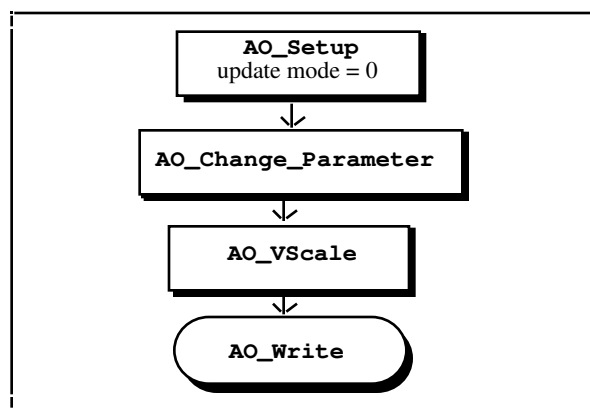 AO_Setup
update mode = 0
AO_Change_Parameter
AO_VScale
AO_Write